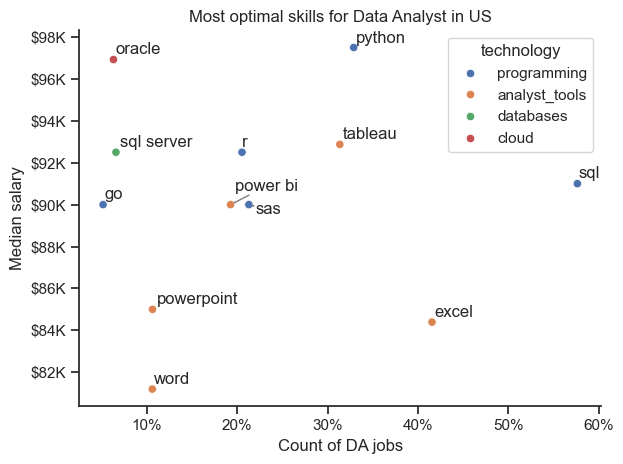 Most optimal skills for Data Analyst in US
$98K
$96K
$94K
$92K
$90K
$88K
$86K
$84K
$82K
Median salary
oracle
python
tableau
sql server
r
sql
power bi
go
sas
powerpoint
excel
word
technology
programming
analyst_tools
databases
cloud
10%
20%
30%
40%
50%
60%
Count of DA jobs